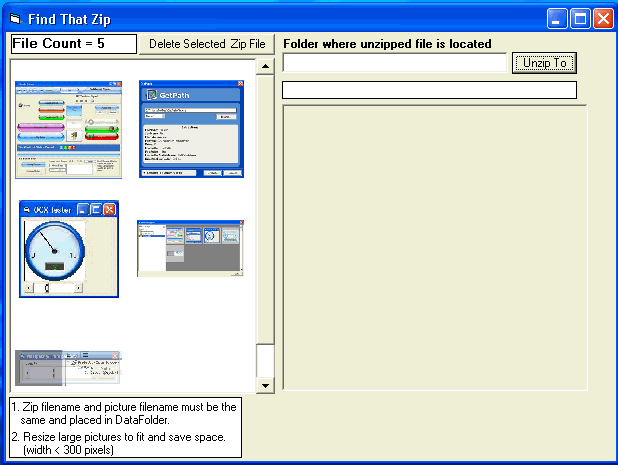 Find That Zip
File Count = 5
Delete Selected Zip File
Folder where unzipped file is located
Unzip To
GetPath
OCX tester
1. Zip filename and picture filename must be the
same and placed in DataFolder.
2. Resize large pictures to fit and save space.
(width < 300 pixels)